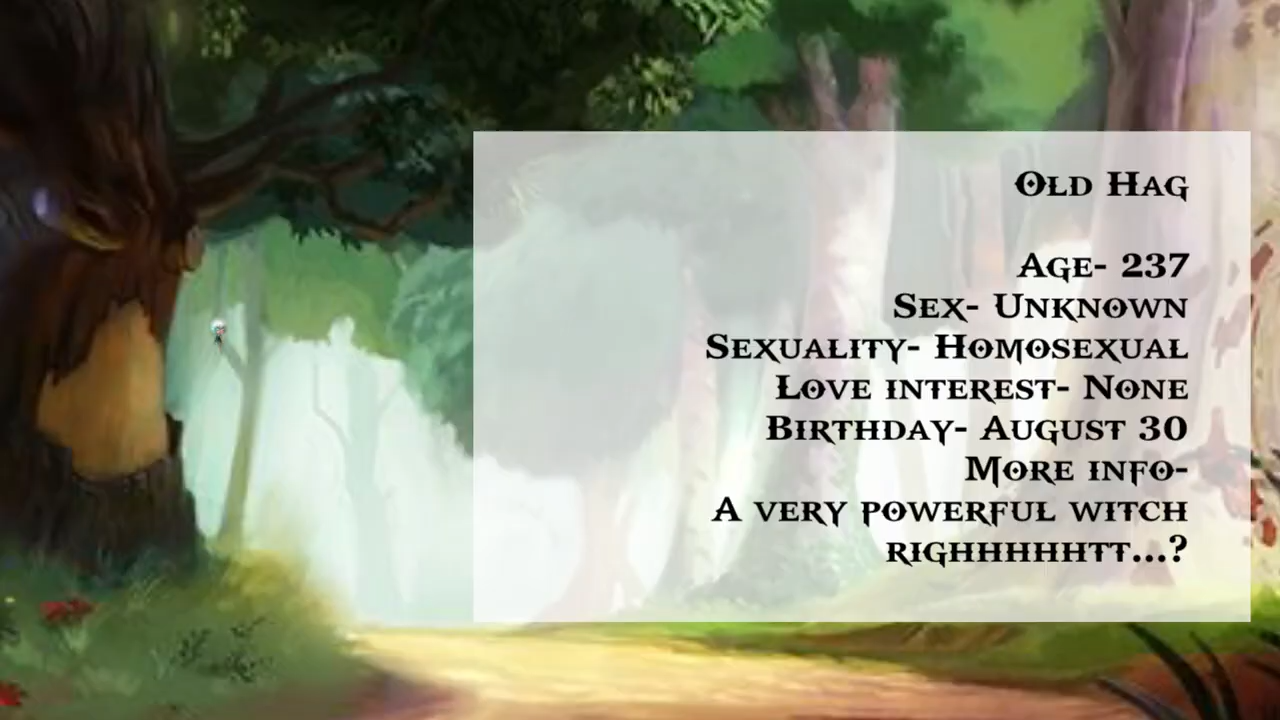 Old Hag
Age- 237
Sex- Unknown
Sexuality- Homosexual
Love interest- None
Birthday- August 30
More info-
A very powerful witch
righhhhhtt...?